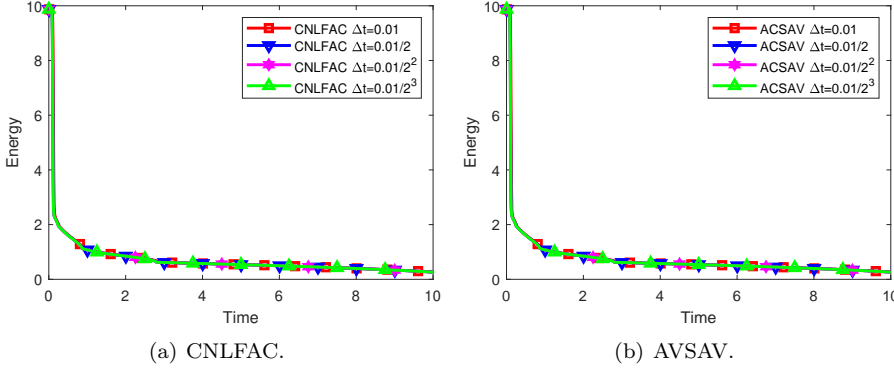 10
8
6
4
2
0
Energy
0 2 4 6 8 10
Time
CNLFAC Δt=0.01
CNLFAC Δt=0.01/2
CNLFAC Δt=0.01/2²
CNLFAC Δt=0.01/2³
(a) CNLFAC.
10
8
6
4
2
0
Energy
0 2 4 6 8 10
Time
ACSAV Δt=0.01
ACSAV Δt=0.01/2
ACSAV Δt=0.01/2²
ACSAV Δt=0.01/2³
(b) AVSAV.